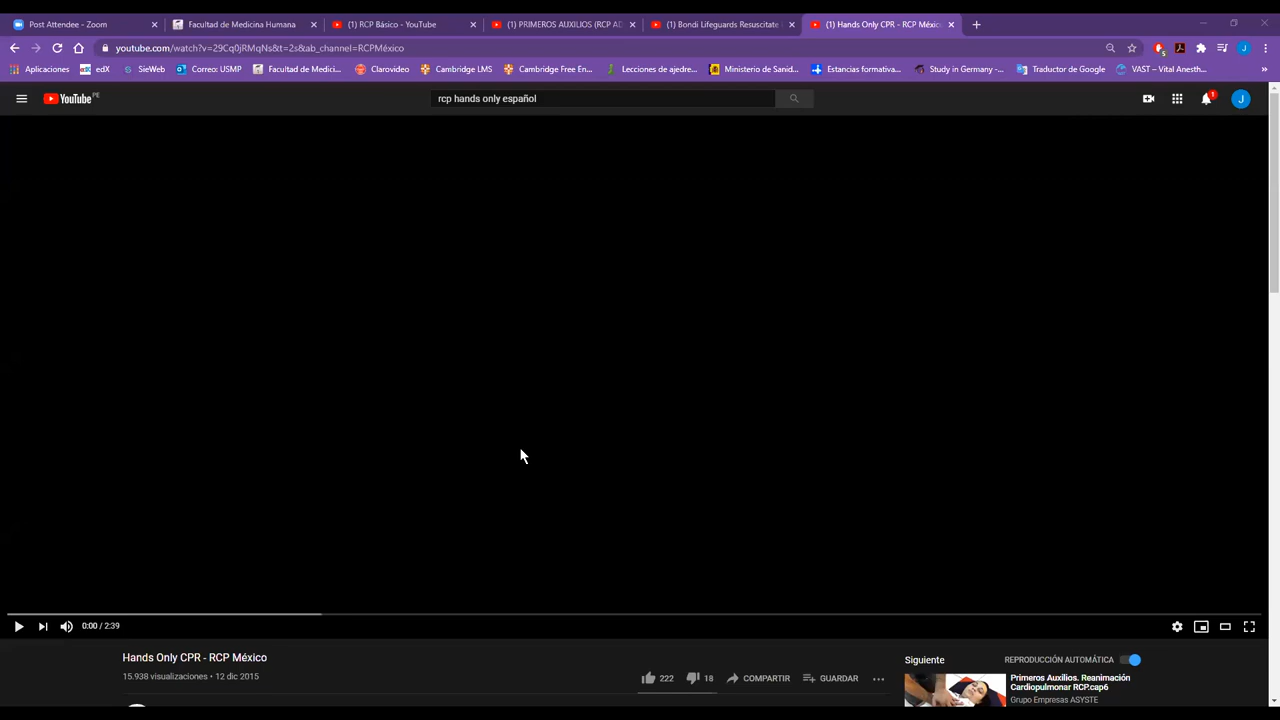 Post Attendee - Zoom
Facultad de Medicina Humana
(1) RCP Básico - YouTube
(1) PRIMEROS AUXILIOS (RCP AD
(1) Bondi Lifeguards Resuscitate
(1) Hands Only CPR - RCP Méxic
youtube.com/watch?v=29Cq0jRMqNs&t=2s&ab_channel=RCPMéxico
Aplicaciones
edX
SieWeb
Correo: USMP
Facultad de Medici...
Clarovideo
Cambridge LMS
Cambridge Free En...
Lecciones de ajedre...
Ministerio de Sanid...
Estancias formativa...
Study in Germany -...
Traductor de Google
VAST – Vital Anesth...
YouTube PE
rcp hands only español
1
J
0:00 / 2:39
Hands Only CPR - RCP México
15.938 visualizaciones • 12 dic 2015
222
18
COMPARTIR
GUARDAR
Siguiente
REPRODUCCIÓN AUTOMÁTICA
Primeros Auxilios. Reanimación
Cardiopulmonar RCP.cap6
Grupo Empresas ASYSTE